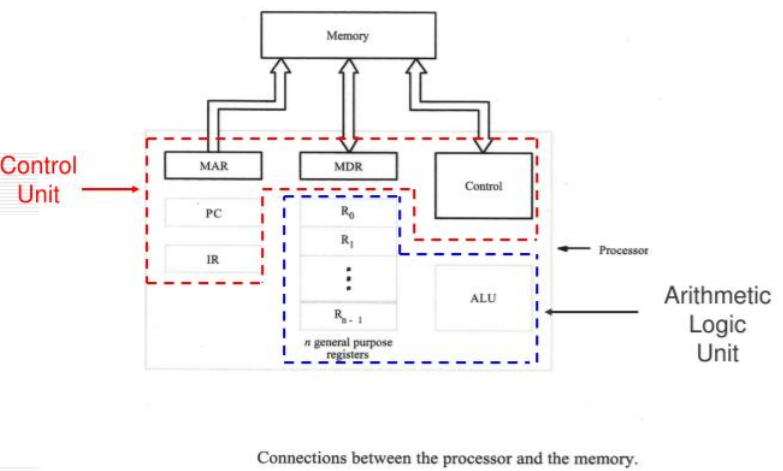 Memory
Control
Unit
MAR
MDR
Control
PC
IR
R0
R1
Rn - 1
n general purpose
registers
ALU
Processor
Arithmetic
Logic
Unit
Connections between the processor and the memory.